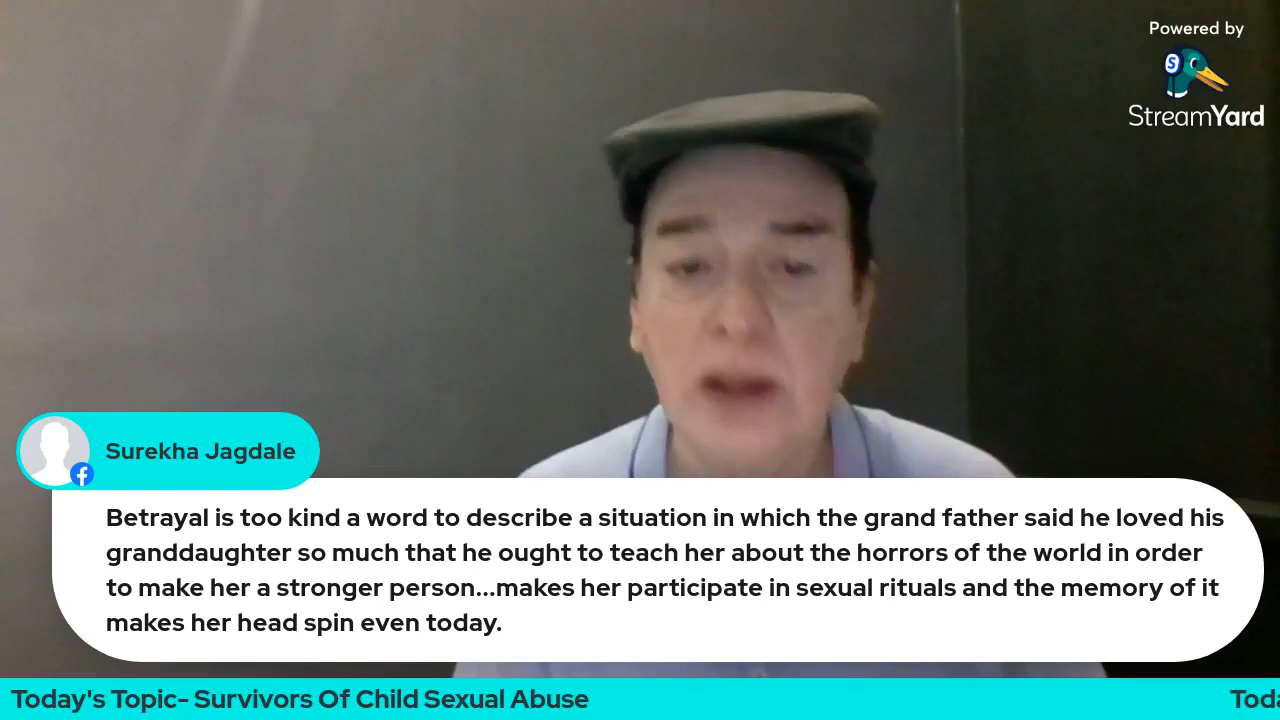 Powered by
StreamYard
Surekha Jagdale
Betrayal is too kind a word to describe a situation in which the grand father said he loved his
granddaughter so much that he ought to teach her about the horrors of the world in order
to make her a stronger person...makes her participate in sexual rituals and the memory of it
makes her head spin even today.
Today's Topic- Survivors Of Child Sexual Abuse
Toda